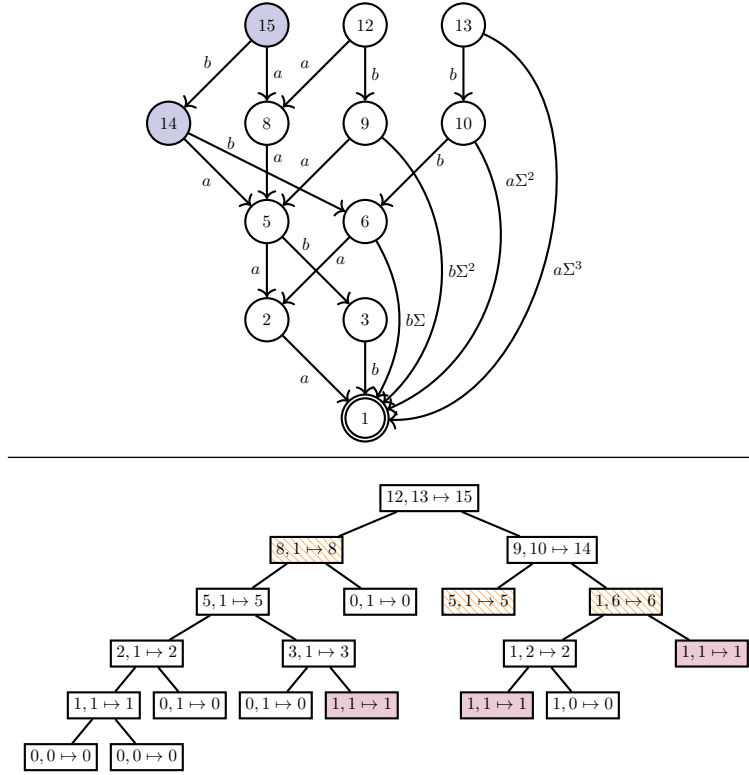 15 12 13
b a a b b
14 8 9 10
b a a b aΣ²
a
5 6
b bΣ² aΣ³
a a
2 3 bΣ
a b
1
12, 13 ↦ 15
8, 1 ↦ 8 9, 10 ↦ 14
5, 1 ↦ 5 0, 1 ↦ 0 5, 1 ↦ 5 1, 6 ↦ 6
2, 1 ↦ 2 3, 1 ↦ 3 1, 2 ↦ 2 1, 1 ↦ 1
1, 1 ↦ 1 0, 1 ↦ 0 0, 1 ↦ 0 1, 1 ↦ 1 1, 1 ↦ 1 1, 0 ↦ 0
0, 0 ↦ 0 0, 0 ↦ 0